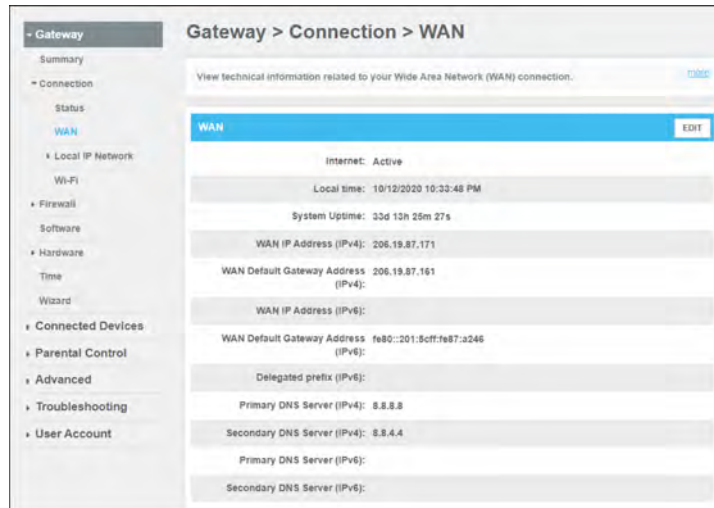 Gateway
Gateway > Connection > WAN
Summary
Connection
Status
WAN
Local IP Network
Wi-Fi
Firewall
Software
Hardware
Time
Wizard
Connected Devices
Parental Control
Advanced
Troubleshooting
User Account
View technical information related to your Wide Area Network (WAN) connection.
more
WAN
EDIT
Internet: Active
Local time: 10/12/2020 10:33:48 PM
System Uptime: 33d 13h 25m 27s
WAN IP Address (IPv4): 206.19.87.171
WAN Default Gateway Address 206.19.87.161
(IPv4):
WAN IP Address (IPv6):
WAN Default Gateway Address fe80::201:5cff:fe87:a246
(IPv6):
Delegated prefix (IPv6):
Primary DNS Server (IPv4): 8.8.8.8
Secondary DNS Server (IPv4): 8.8.4.4
Primary DNS Server (IPv6):
Secondary DNS Server (IPv6):